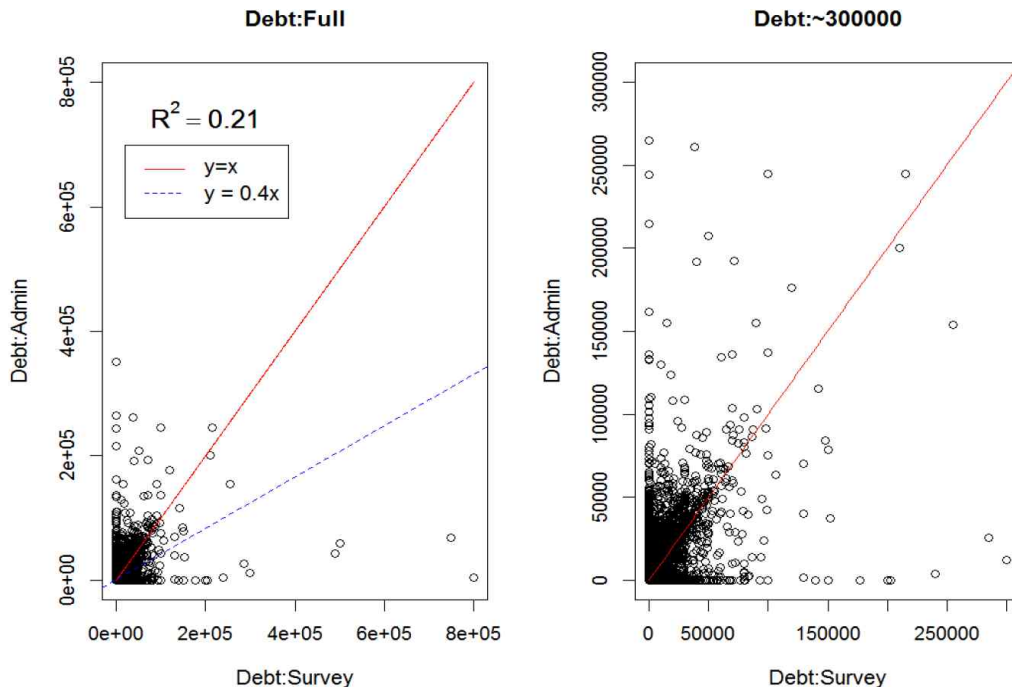 Debt:Full
R² = 0.21
y=x
y = 0.4x
8e+05
6e+05
4e+05
2e+05
0e+00
Debt:Admin
0e+00 2e+05 4e+05 6e+05 8e+05
Debt:Survey
Debt:~300000
300000
250000
200000
150000
100000
50000
0
Debt:Admin
0 50000 150000 250000
Debt:Survey